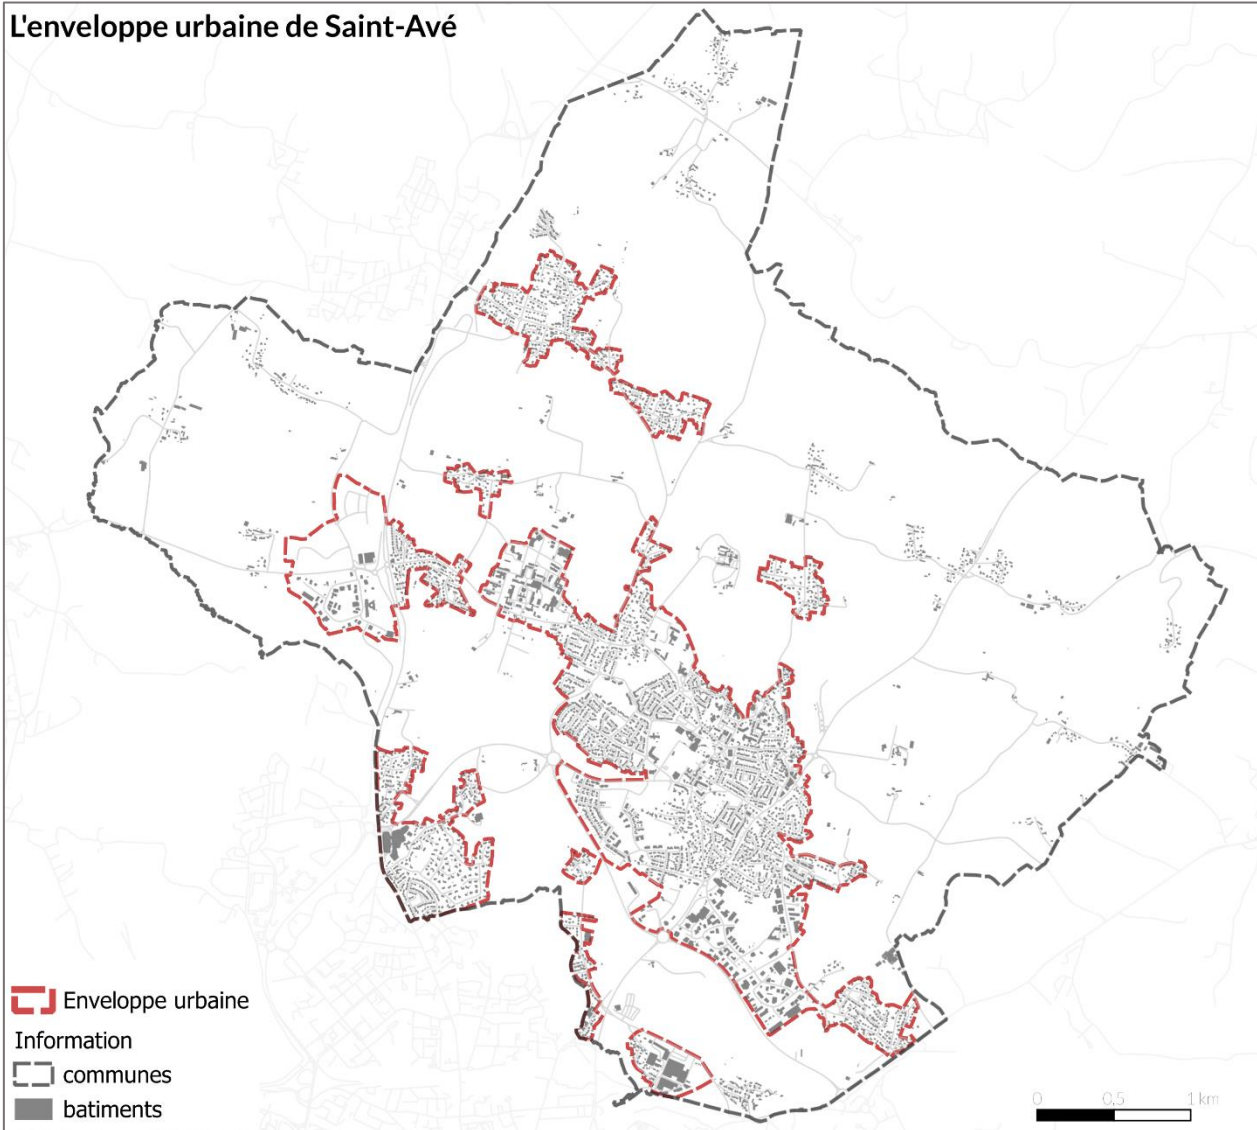 L'enveloppe urbaine de Saint-Avé
Enveloppe urbaine
Information
communes
batiments
0 0,5 1 km